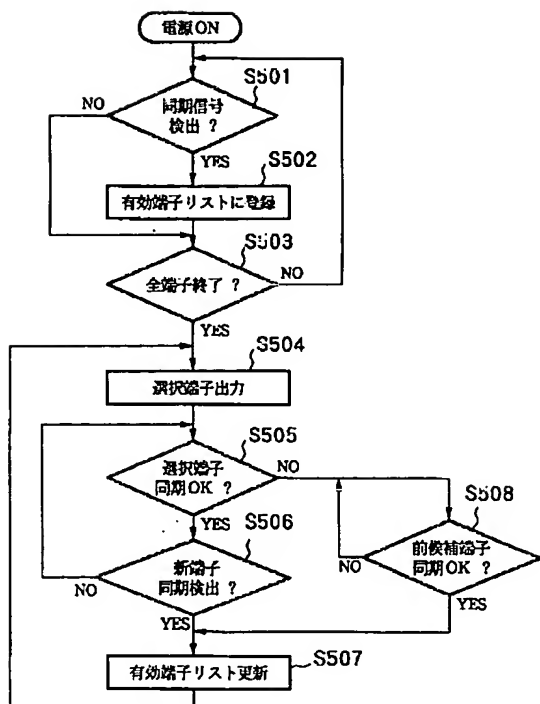 電源ON
S501
NO
同期信号
検出 ?
YES
S502
有効端子リストに登録
S503
全端子終了 ?
NO
YES
S504
選択端子出力
S505
選択端子
同期OK ?
NO
YES
S506
新端子
同期検出 ?
NO
YES
S508
前候補端子
同期OK ?
NO
YES
S507
有効端子リスト更新